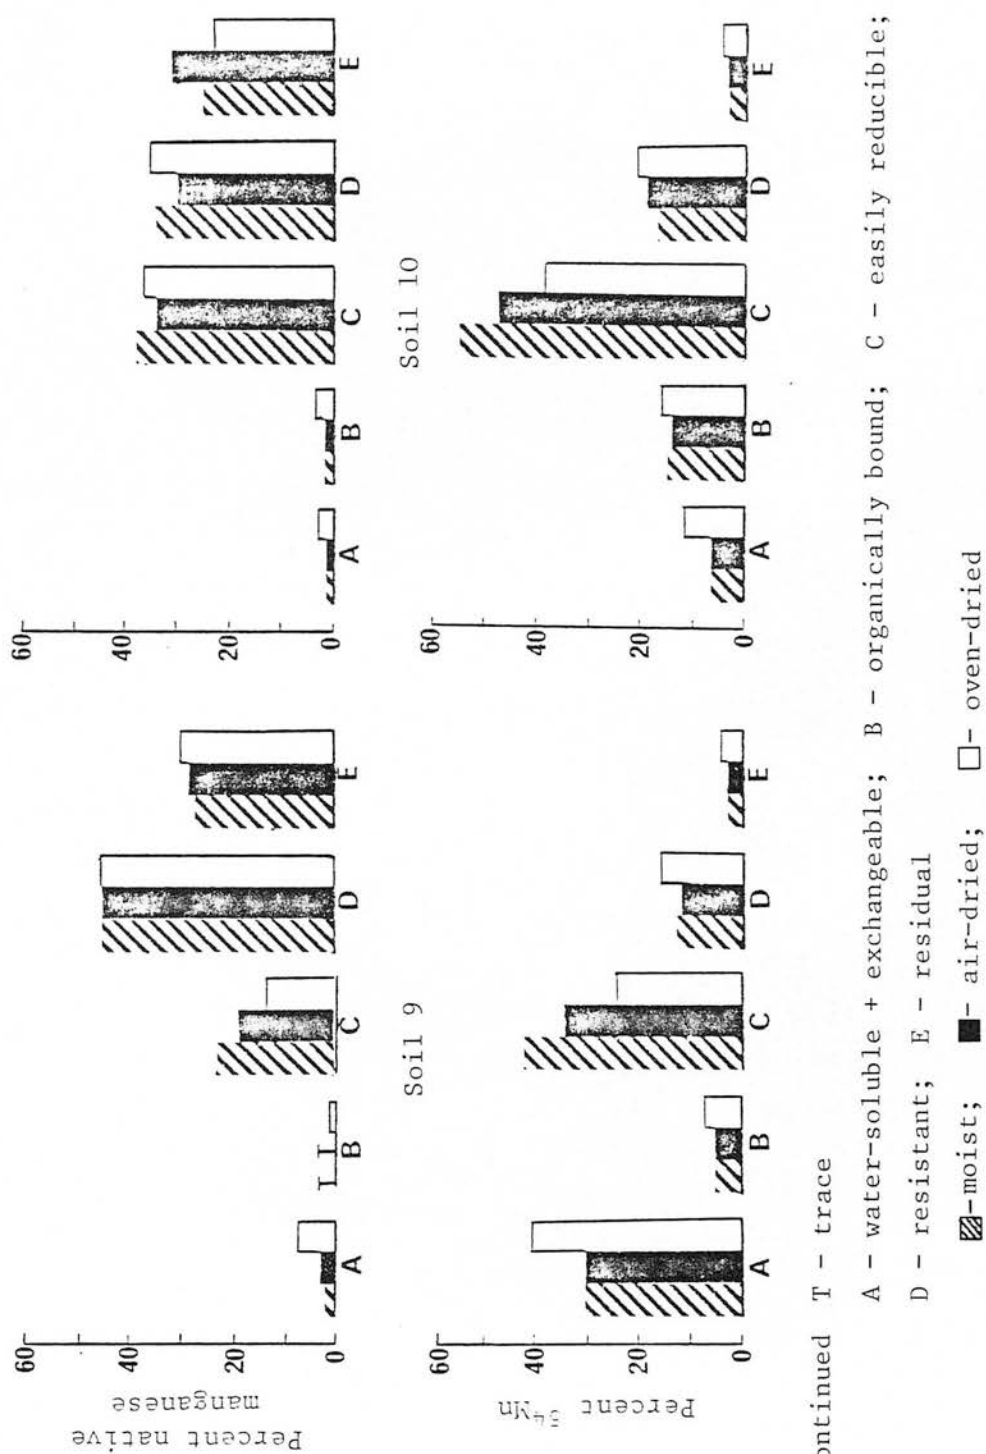 Percent native
manganese
60
40
20
0
A B C D E
T T
60
40
20
0
A B C D E
Soil 9
Soil 10
Percent ⁵⁴Mn
60
40
20
0
A B C D E
60
40
20
0
A B C D E
ontinued T - trace
A - water-soluble + exchangeable; B - organically bound; C - easily reducible;
D - resistant; E - residual
-moist; - air-dried; - oven-dried